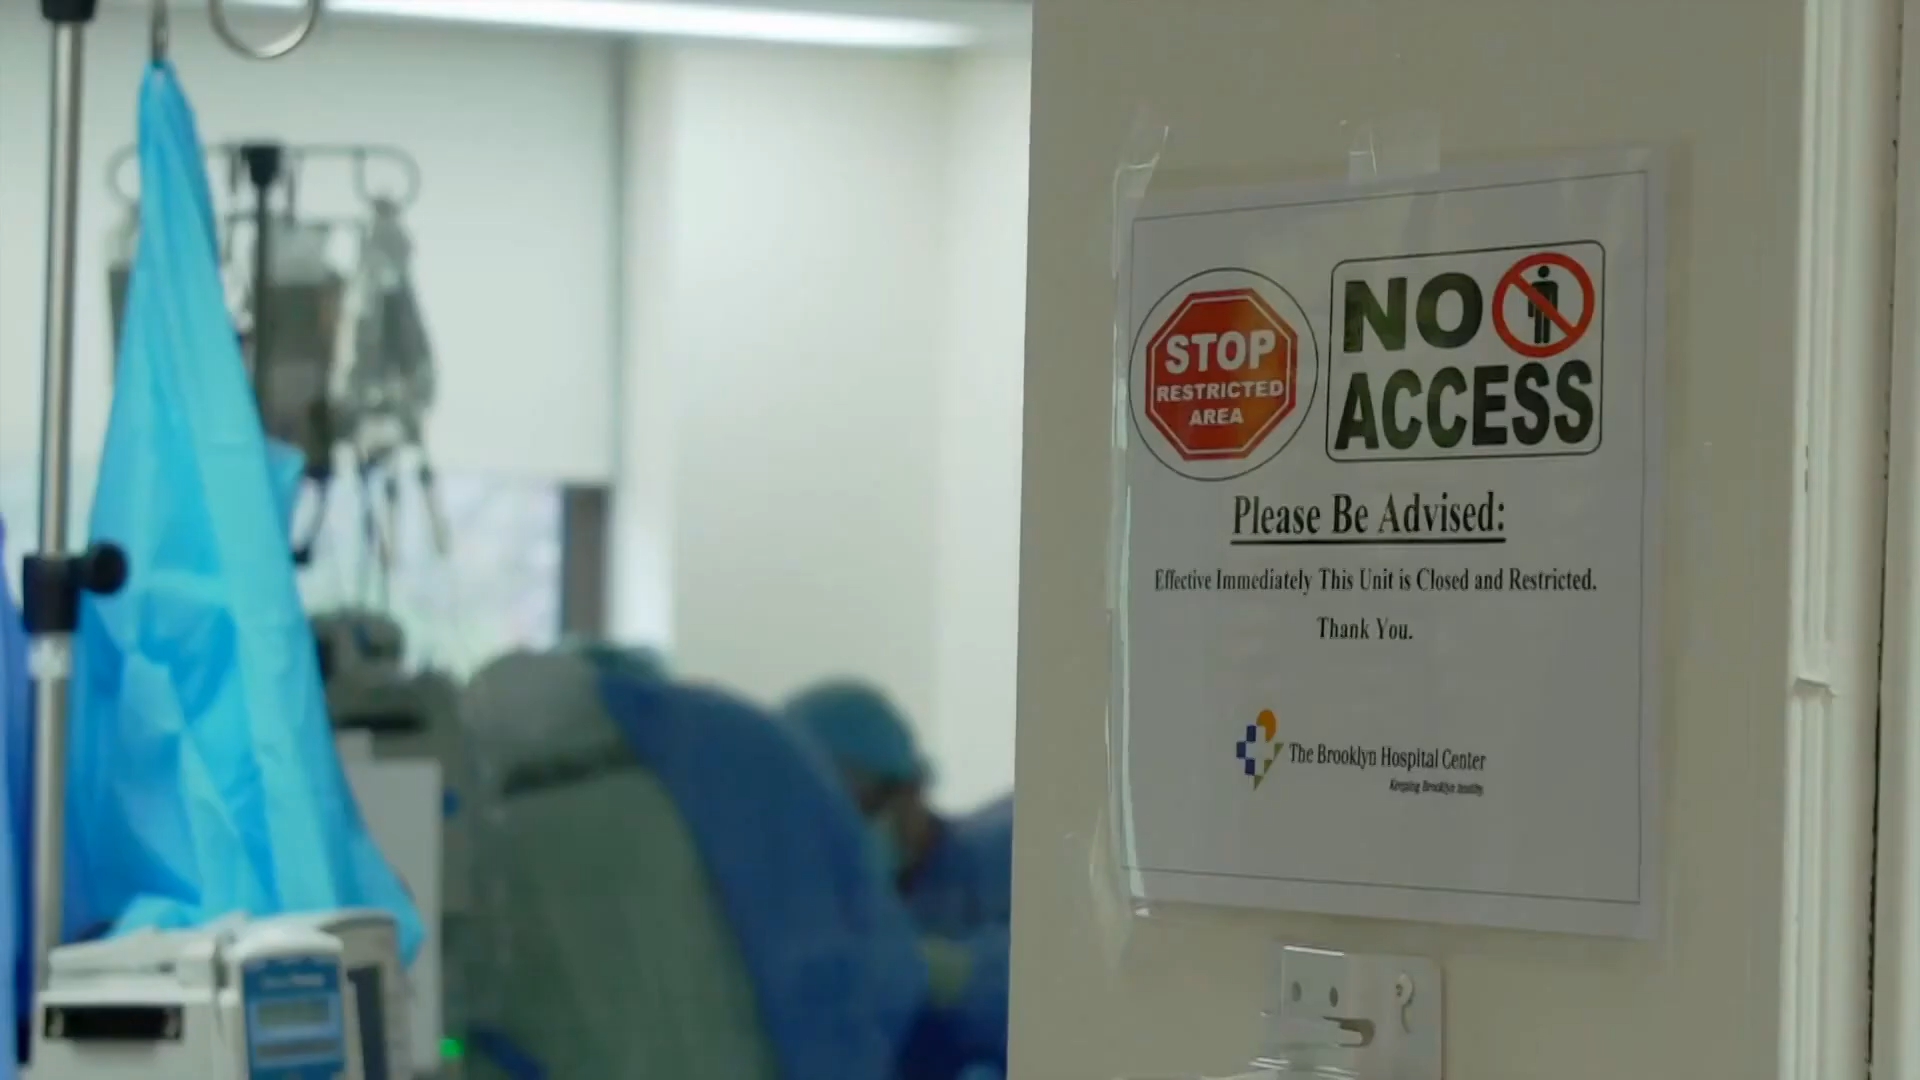 STOP
RESTRICTED
AREA
NO
ACCESS
Please Be Advised:
Effective Immediately This Unit is Closed and Restricted.
Thank You.
The Brooklyn Hospital Center
Keeping Brooklyn healthy